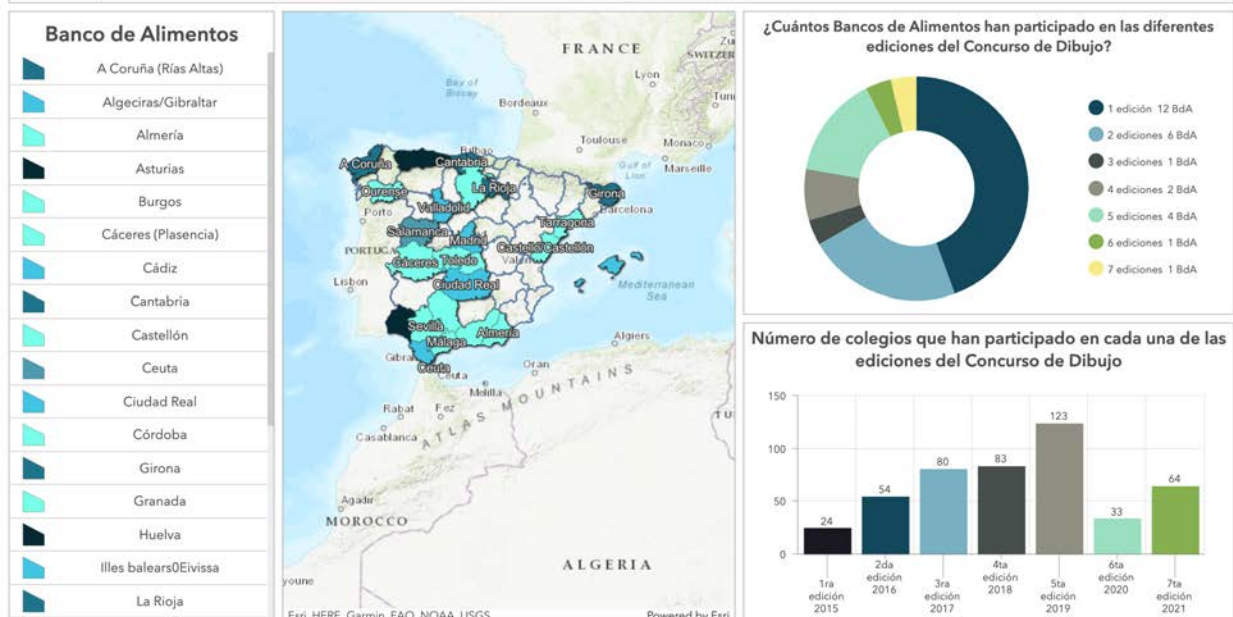 Banco de Alimentos
A Coruña (Rías Altas)
Algeciras/Gibraltar
Almería
Asturias
Burgos
Cáceres (Plasencia)
Cádiz
Cantabria
Castellón
Ceuta
Ciudad Real
Córdoba
Girona
Granada
Huelva
Illes balears0Eivissa
La Rioja
FRANCE
SWITZER
Lyon
Bay of
Biscay
Bordeaux
Turin
Toulouse
Monaco
Gulf of
Lion
Marseille
Bilbao
A Coruña
Cantabria
Ourense
La Rioja
Girona
Barcelona
Porto
Valladolid
Tarragona
Salamanca
Madrid
Castelló/Castellón
PORTUGA
Cáceres
Toledo
Valen
Lisbon
Ciudad Real
Mediterranean
Sea
Sevilla
Almería
Málaga
Algiers
Gibral
Ceuta
Ceuta
Oran
Melilla
Rabat
Fez
ATLAS MOUNTAINS
TU
Casablanca
Agadir
MOROCCO
ALGERIA
youne
Esri, HERE, Garmin, FAO, NOAA, USGS
Powered by Esri
¿Cuántos Bancos de Alimentos han participado en las diferentes
ediciones del Concurso de Dibujo?
1 edición 12 BdA
2 ediciones 6 BdA
3 ediciones 1 BdA
4 ediciones 2 BdA
5 ediciones 4 BdA
6 ediciones 1 BdA
7 ediciones 1 BdA
Número de colegios que han participado en cada una de las
ediciones del Concurso de Dibujo
150
100
50
0
24
54
80
83
123
33
64
1ra
edición
2015
2da
edición
2016
3ra
edición
2017
4ta
edición
2018
5ta
edición
2019
6ta
edición
2020
7ta
edición
2021